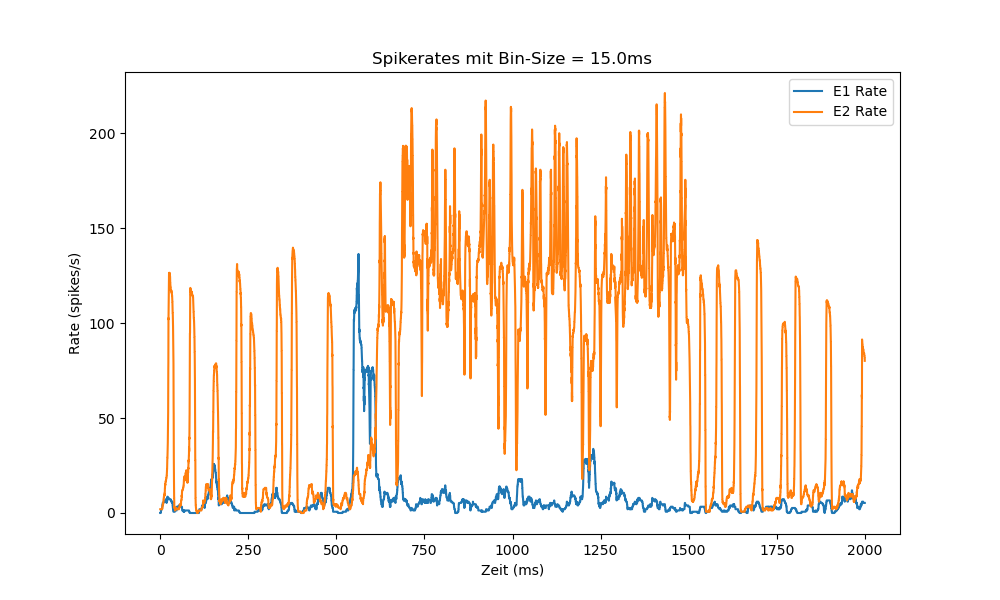 Spikerates mit Bin-Size = 15.0ms
E1 Rate
E2 Rate
200
150
100
50
0
Rate (spikes/s)
0 250 500 750 1000 1250 1500 1750 2000
Zeit (ms)